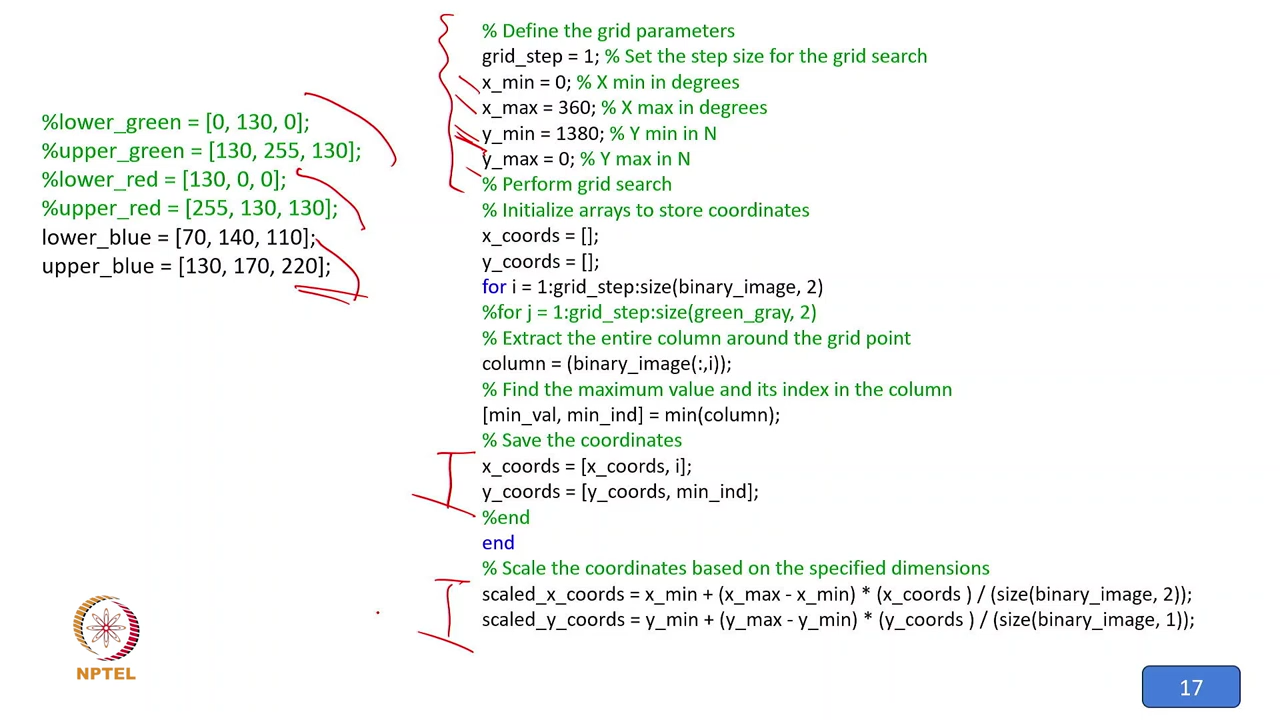 %lower_green = [0, 130, 0];
%upper_green = [130, 255, 130];
%lower_red = [130, 0, 0];
%upper_red = [255, 130, 130];
lower_blue = [70, 140, 110];
upper_blue = [130, 170, 220];
% Define the grid parameters
grid_step = 1; % Set the step size for the grid search
x_min = 0; % X min in degrees
x_max = 360; % X max in degrees
y_min = 1380; % Y min in N
y_max = 0; % Y max in N
% Perform grid search
% Initialize arrays to store coordinates
x_coords = [];
y_coords = [];
for i = 1:grid_step:size(binary_image, 2)
%for j = 1:grid_step:size(green_gray, 2)
% Extract the entire column around the grid point
column = (binary_image(:,i));
% Find the maximum value and its index in the column
[min_val, min_ind] = min(column);
% Save the coordinates
x_coords = [x_coords, i];
y_coords = [y_coords, min_ind];
%end
end
% Scale the coordinates based on the specified dimensions
scaled_x_coords = x_min + (x_max - x_min) * (x_coords ) / (size(binary_image, 2));
scaled_y_coords = y_min + (y_max - y_min) * (y_coords ) / (size(binary_image, 1));
NPTEL
17